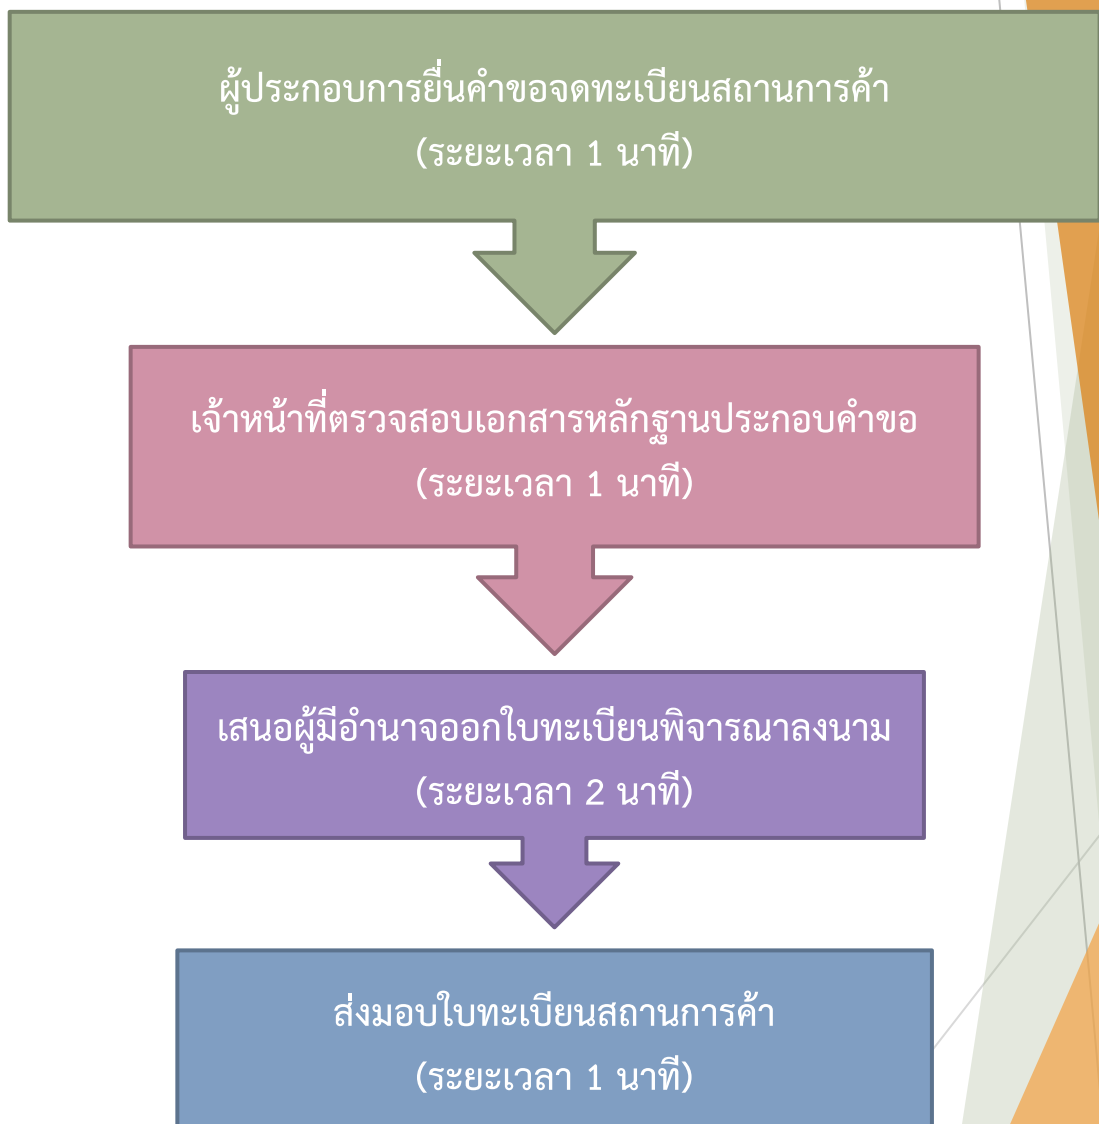 ผู้ประกอบการยื่นคำขอจดทะเบียนสถานการค้า
(ระยะเวลา 1 นาที)
เจ้าหน้าที่ตรวจสอบเอกสารหลักฐานประกอบคำขอ
(ระยะเวลา 1 นาที)
เสนอผู้มีอำนาจออกใบทะเบียนพิจารณาลงนาม
(ระยะเวลา 2 นาที)
ส่งมอบใบทะเบียนสถานการค้า
(ระยะเวลา 1 นาที)